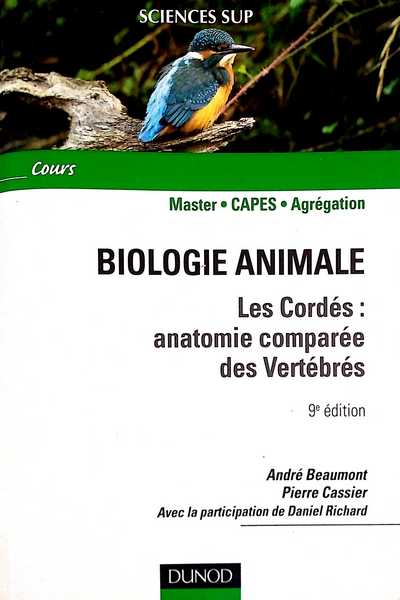 SCIENCES SUP
Cours
Master • CAPES • Agrégation
BIOLOGIE ANIMALE
Les Cordés :
anatomie comparée
des Vertébrés
9e édition
André Beaumont
Pierre Cassier
Avec la participation de Daniel Richard
DUNOD